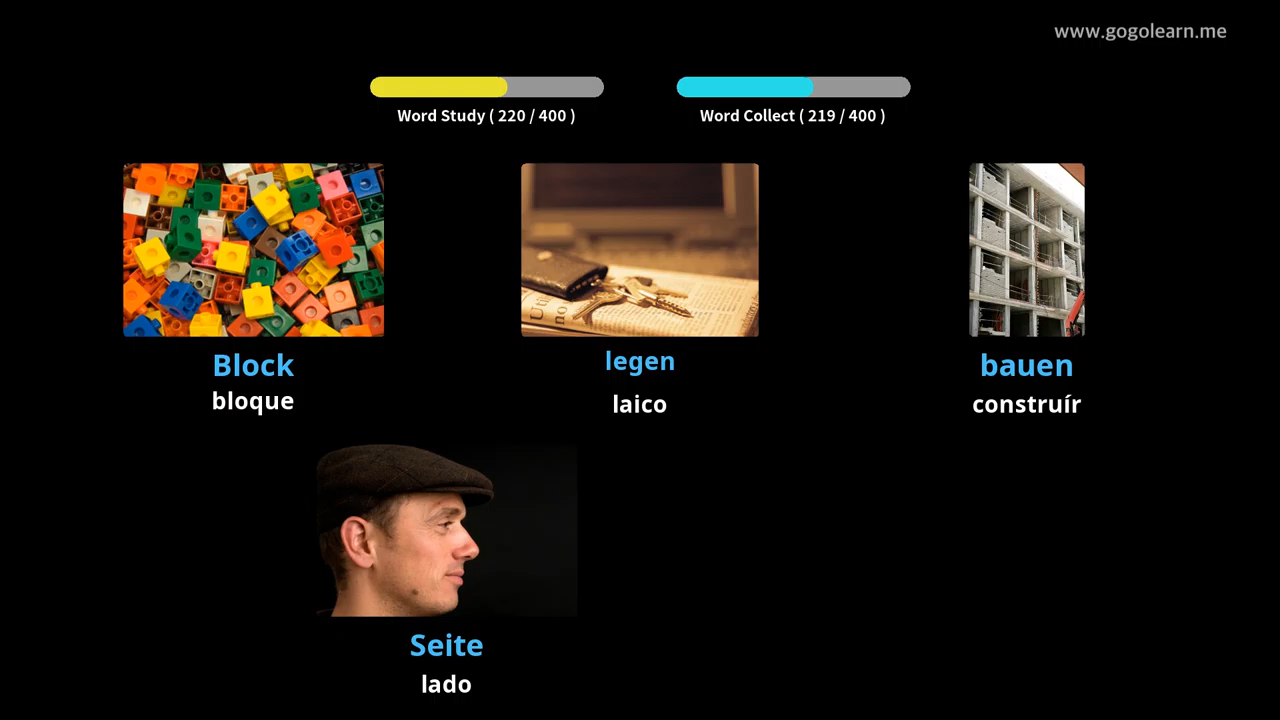 www.gogolearn.me
Word Study ( 220 / 400 )
Word Collect ( 219 / 400 )
Block
bloque
legen
laico
bauen
construír
Seite
lado